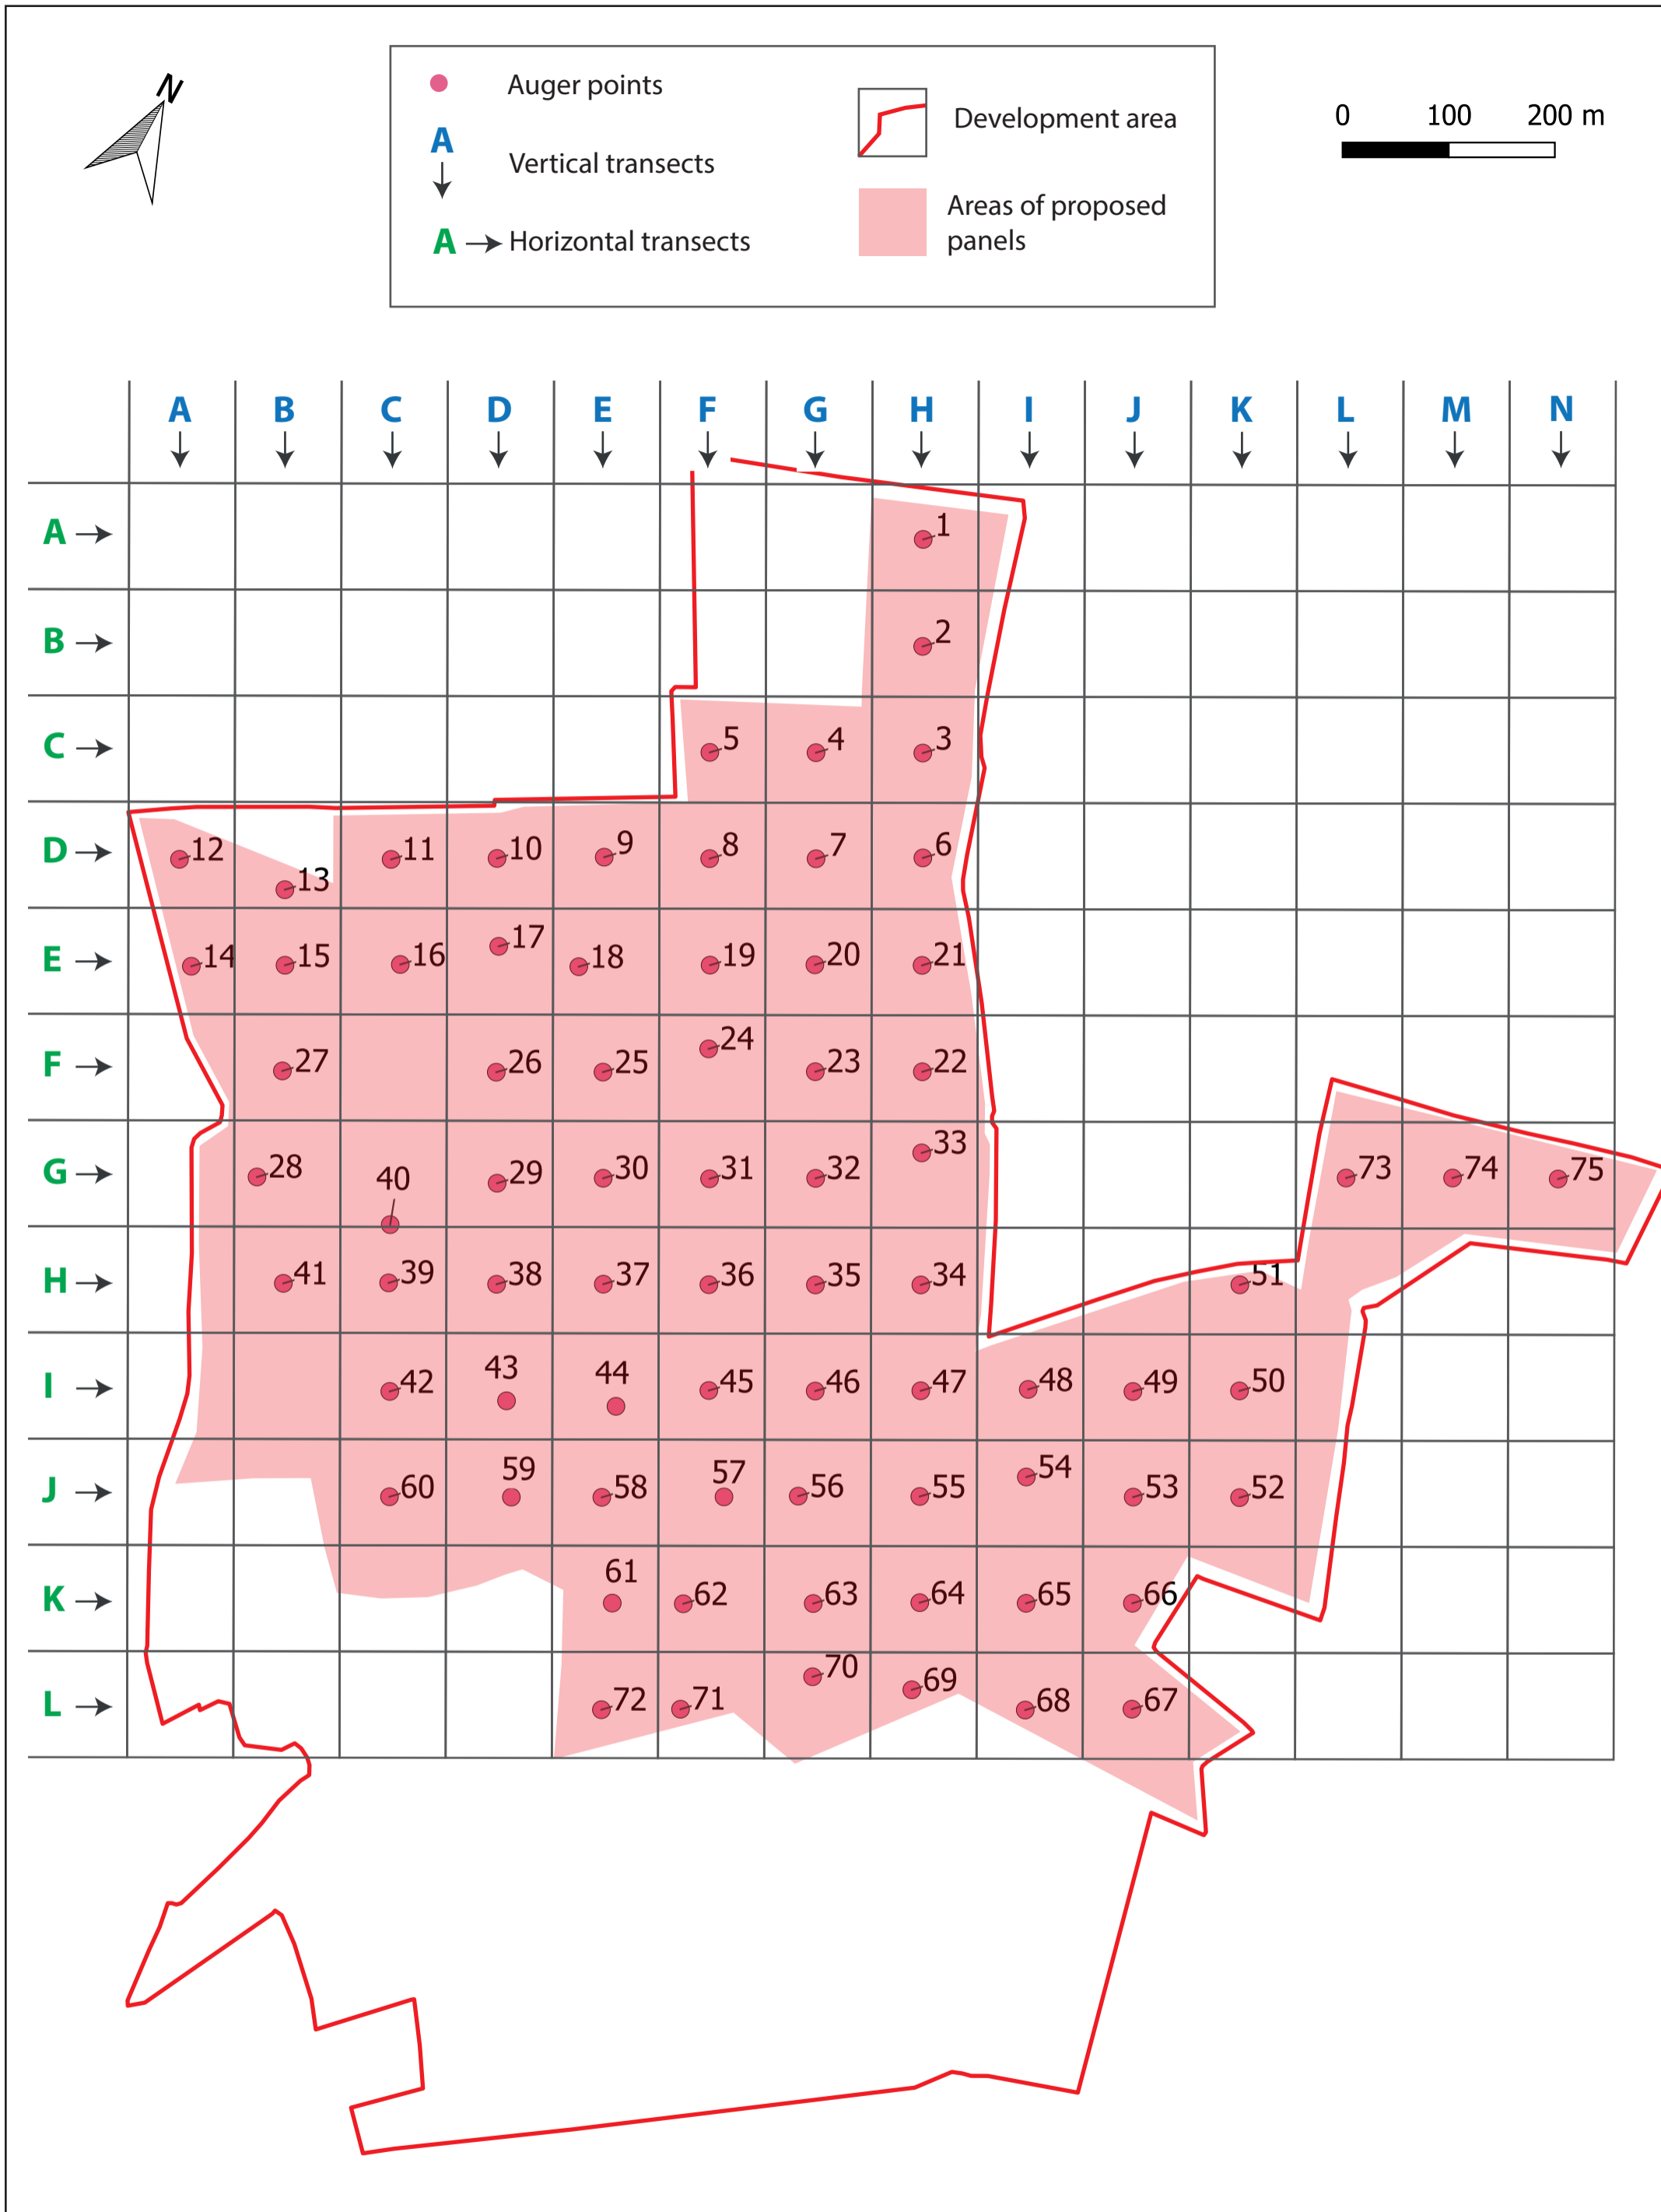 N
Auger points
A
Vertical transects
A Horizontal transects
Development area
Areas of proposed
panels
0 100 200 m
A B C D E F G H I J K L M N
A 1
B 2
C 5 4 3
D 12 13 11 10 9 8 7 6
E 14 15 16 17 18 19 20 21
F 27 26 25 24 23 22
G 28 40 29 30 31 32 33 73 74 75
H 41 39 38 37 36 35 34 51
I 42 43 44 45 46 47 48 49 50
J 60 59 58 57 56 55 54 53 52
K 61 62 63 64 65 66
L 72 71 70 69 68 67